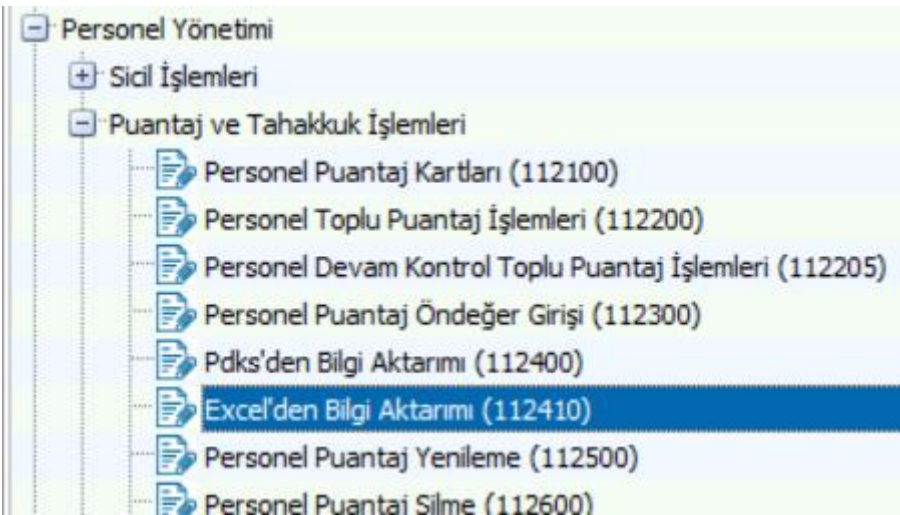 Personel Yönetimi
Sicil İşlemleri
Puantaj ve Tahakkuk İşlemleri
Personel Puantaj Kartları (112100)
Personel Toplu Puantaj İşlemleri (112200)
Personel Devam Kontrol Toplu Puantaj İşlemleri (112205)
Personel Puantaj Öndeğer Girişi (112300)
Pdks'den Bilgi Aktarımı (112400)
Excel'den Bilgi Aktarımı (112410)
Personel Puantaj Yenileme (112500)
Personel Puantaj Silme (112600)